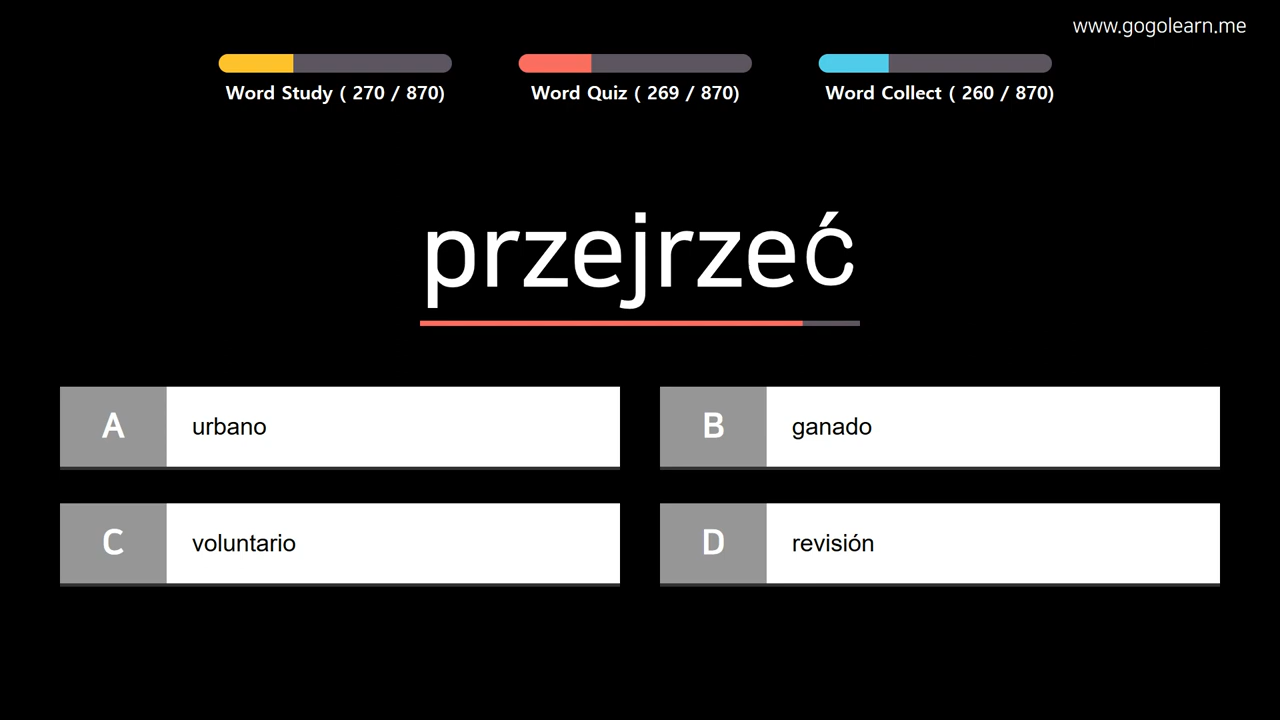 www.gogolearn.me
Word Study ( 270 / 870)
Word Quiz ( 269 / 870)
Word Collect ( 260 / 870)
przejrzeć
A urbano
B ganado
C voluntario
D revisión